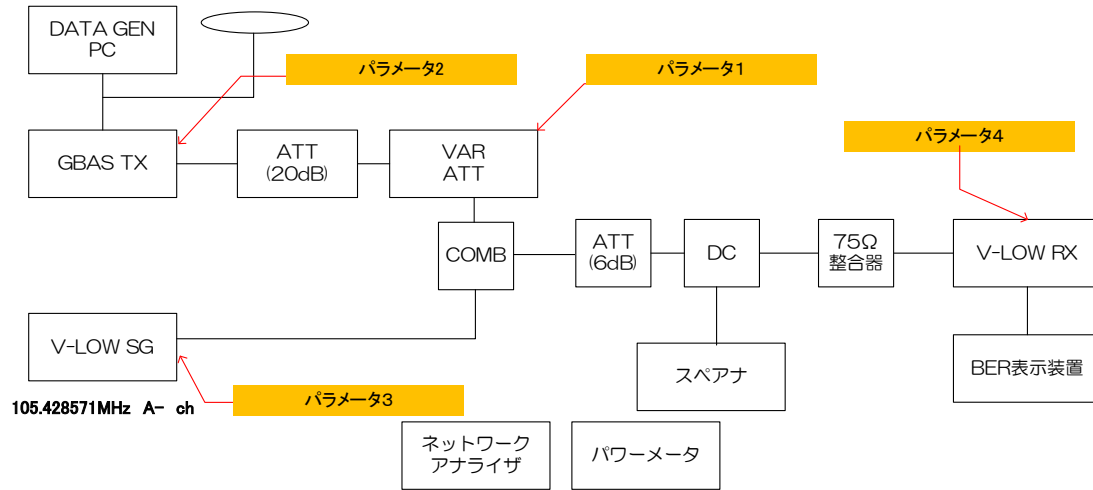 DATA GEN
PC
パラメータ2
パラメータ1
パラメータ4
GBAS TX
ATT
(20dB)
VAR
ATT
COMB
ATT
(6dB)
DC
75Ω
整合器
V-LOW RX
V-LOW SG
スペアナ
BER表示装置
105.428571MHz A- ch
パラメータ3
ネットワーク
アナライザ
パワーメータ